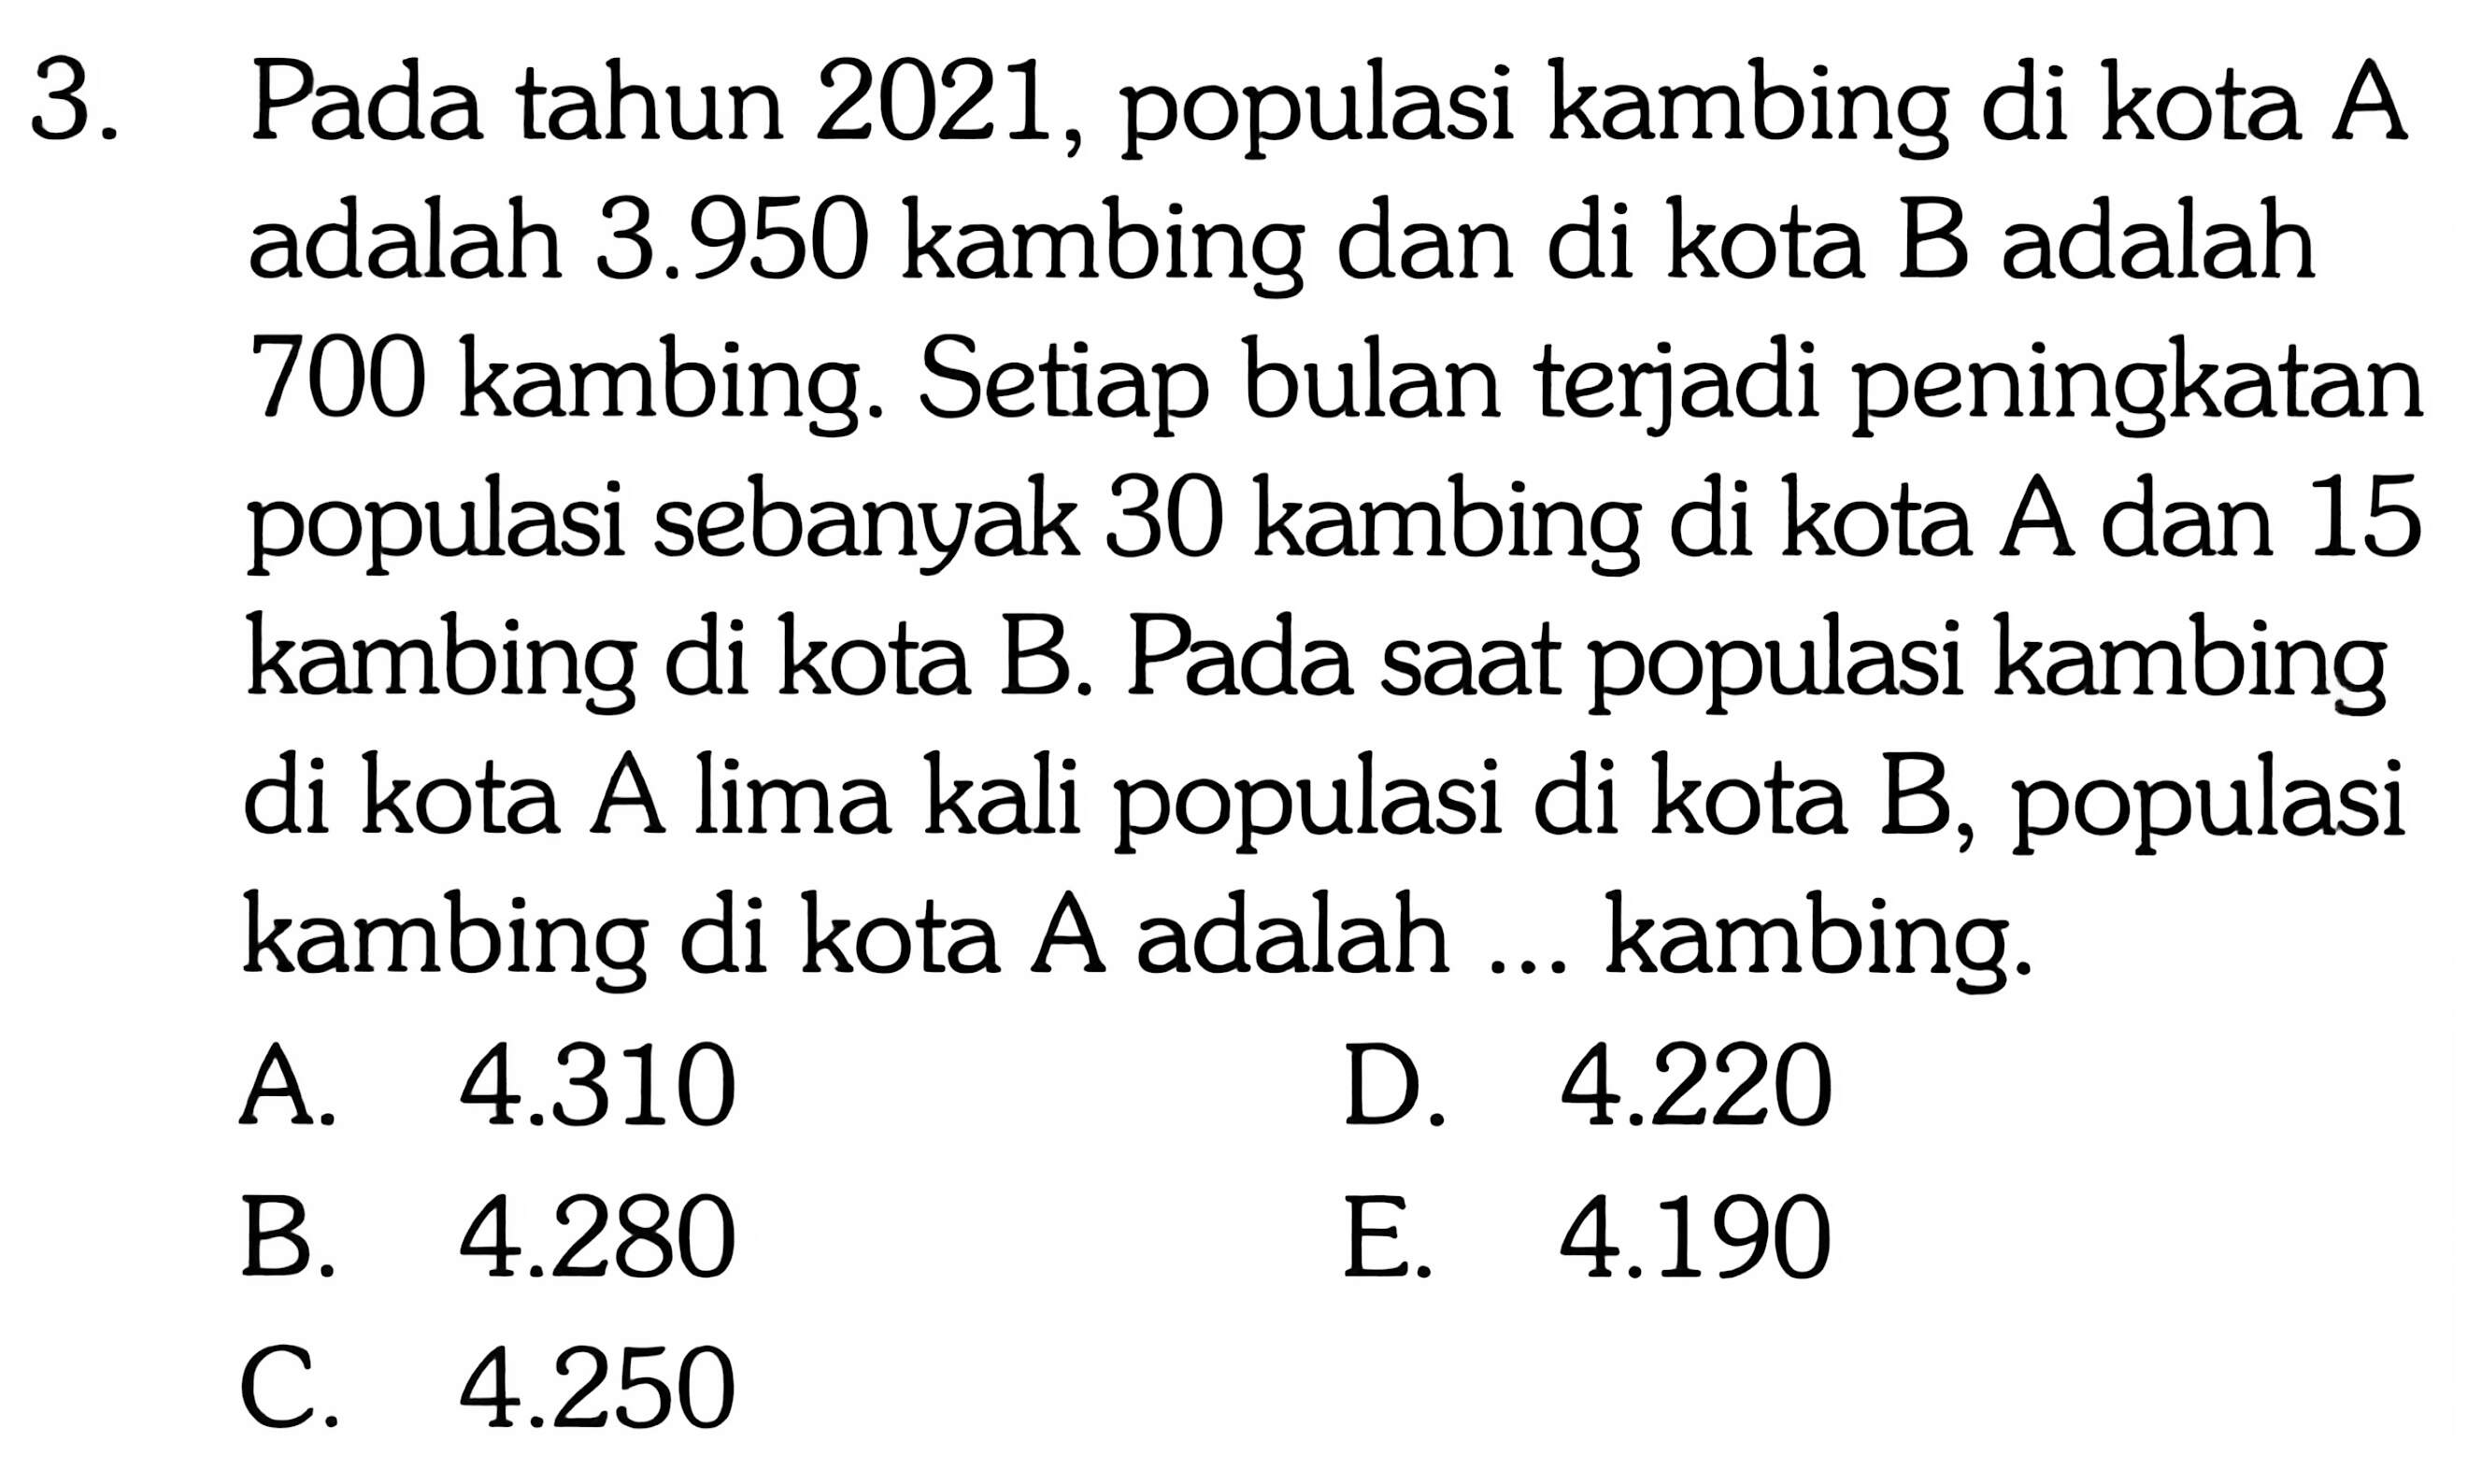 3. Pada tahun 2021, populasi kambing di kota A
adalah 3.950 kambing dan di kota B adalah
700 kambing. Setiap bulan terjadi peningkatan
populasi sebanyak 30 kambing di kota A dan 15
kambing di kota B. Pada saat populasi kambing
di kota A lima kali populasi di kota B, populasi
kambing di kota A adalah ... kambing.
A. 4.310 D. 4.220
B. 4.280 E. 4.190
C. 4.250